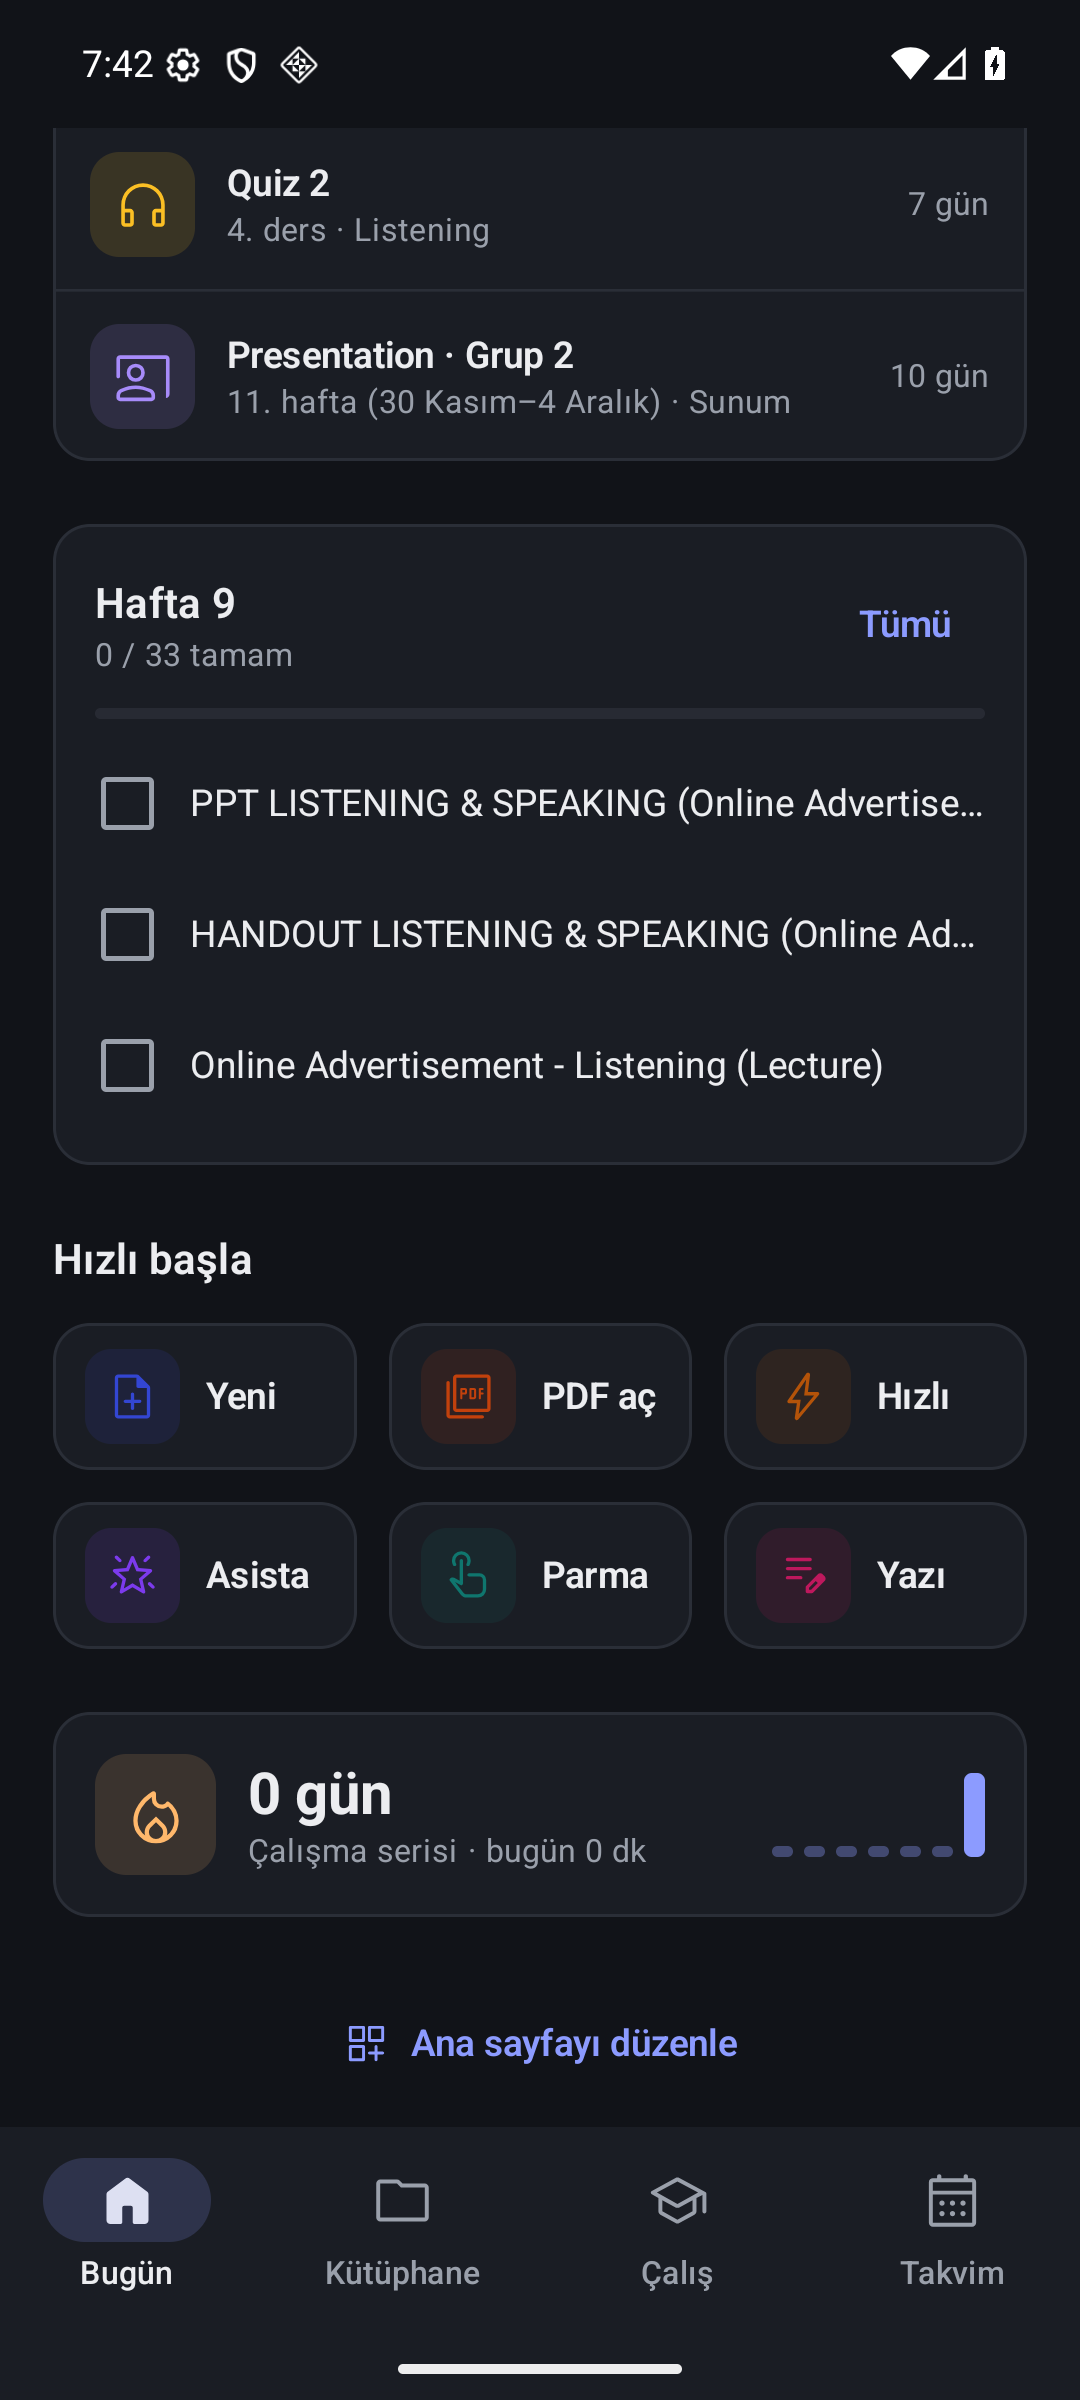 7:42
Quiz 2
4. ders · Listening
7 gün
Presentation · Grup 2
11. hafta (30 Kasım–4 Aralık) · Sunum
10 gün
Hafta 9
0 / 33 tamam
Tümü
PPT LISTENING & SPEAKING (Online Advertise...
HANDOUT LISTENING & SPEAKING (Online Ad...
Online Advertisement - Listening (Lecture)
Hızlı başla
Yeni
PDF
PDF aç
Hızlı
Asista
Parma
Yazı
0 gün
Çalışma serisi · bugün 0 dk
Ana sayfayı düzenle
Bugün
Kütüphane
Çalış
Takvim